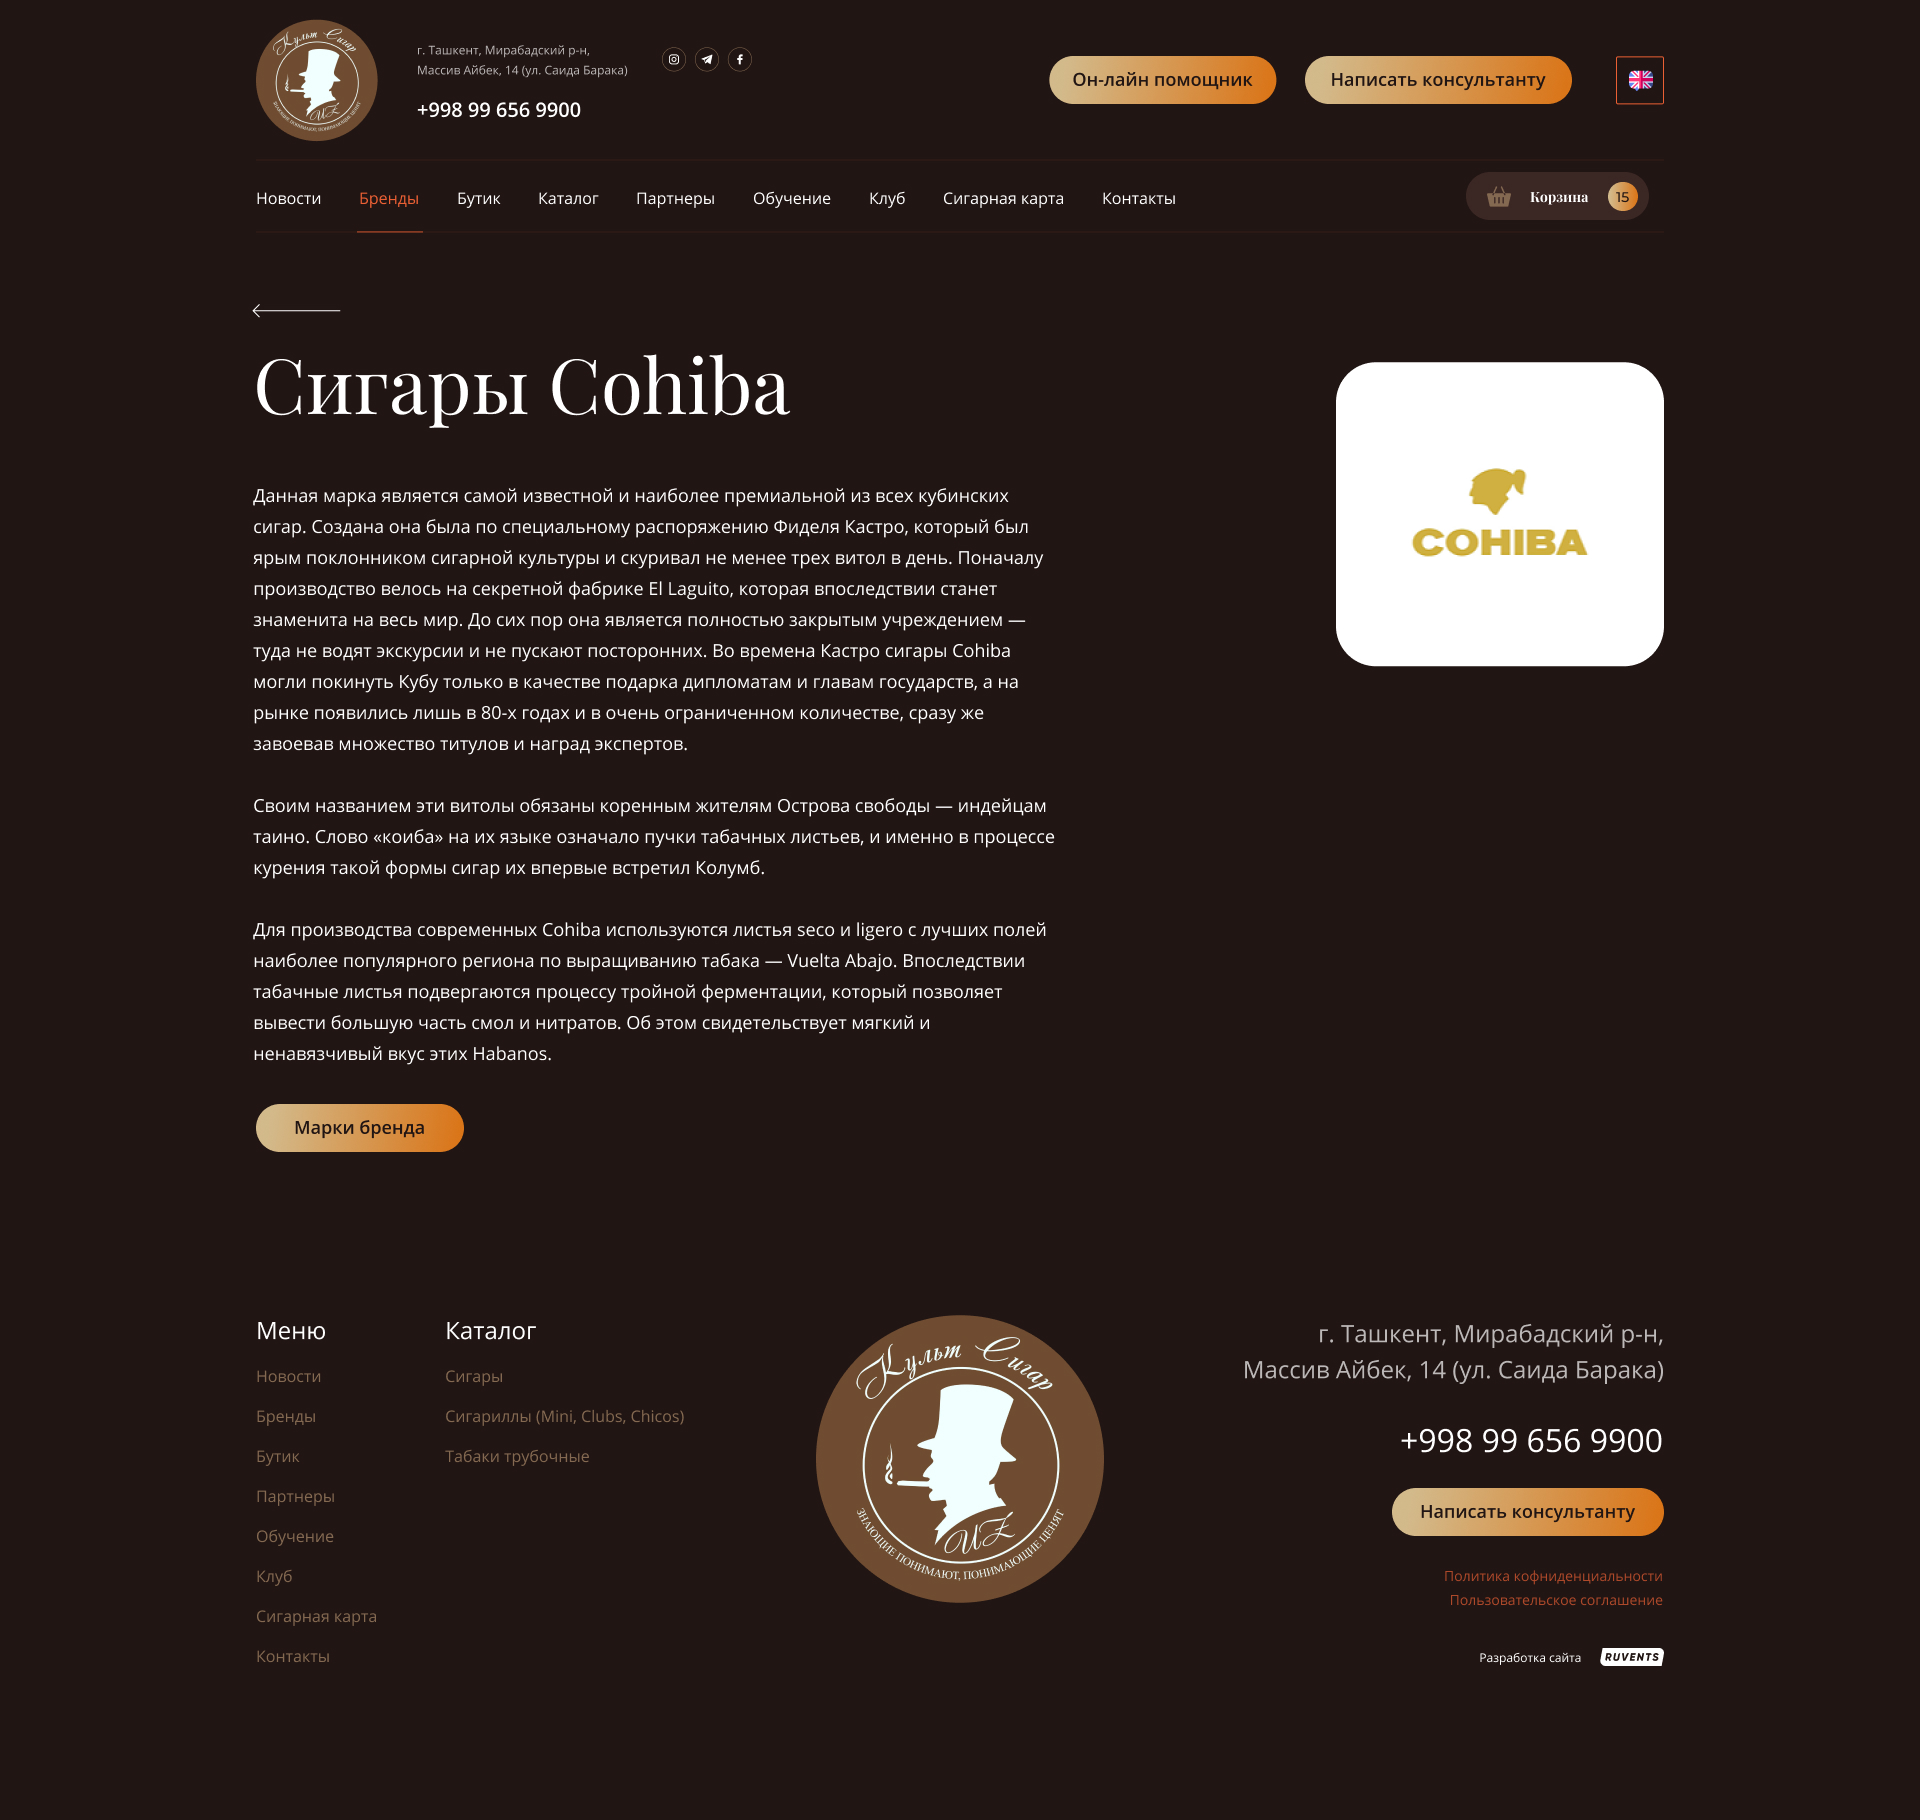 Культ Сигар
ЗНАЮЩИЕ ПОНИМАЮТ, ПОНИМАЮЩИЕ ЦЕНЯТ
UZ
г. Ташкент, Мирабадский р-н,
Массив Айбек, 14 (ул. Саида Барака)
+998 99 656 9900
Он-лайн помощник
Написать консультанту
Новости Бренды Бутик Каталог Партнеры Обучение Клуб Сигарная карта Контакты
Корзина 15
Сигары Cohiba
COHIBA
Данная марка является самой известной и наиболее премиальной из всех кубинских
сигар. Создана она была по специальному распоряжению Фиделя Кастро, который был
ярым поклонником сигарной культуры и скуривал не менее трех витол в день. Поначалу
производство велось на секретной фабрике El Laguito, которая впоследствии станет
знаменита на весь мир. До сих пор она является полностью закрытым учреждением —
туда не водят экскурсии и не пускают посторонних. Во времена Кастро сигары Cohiba
могли покинуть Кубу только в качестве подарка дипломатам и главам государств, а на
рынке появились лишь в 80-х годах и в очень ограниченном количестве, сразу же
завоевав множество титулов и наград экспертов.
Своим названием эти витолы обязаны коренным жителям Острова свободы — индейцам
таино. Слово «коиба» на их языке означало пучки табачных листьев, и именно в процессе
курения такой формы сигар их впервые встретил Колумб.
Для производства современных Cohiba используются листья seco и ligero с лучших полей
наиболее популярного региона по выращиванию табака — Vuelta Abajo. Впоследствии
табачные листья подвергаются процессу тройной ферментации, который позволяет
вывести большую часть смол и нитратов. Об этом свидетельствует мягкий и
ненавязчивый вкус этих Habanos.
Марки бренда
Меню
Новости
Бренды
Бутик
Партнеры
Обучение
Клуб
Сигарная карта
Контакты
Каталог
Сигары
Сигариллы (Mini, Clubs, Chicos)
Табаки трубочные
Культ Сигар
UZ
ЗНАЮЩИЕ ПОНИМАЮТ, ПОНИМАЮЩИЕ ЦЕНЯТ
г. Ташкент, Мирабадский р-н,
Массив Айбек, 14 (ул. Саида Барака)
+998 99 656 9900
Написать консультанту
Политика кофниденциальности
Пользовательское соглашение
Разработка сайта RUVENTS